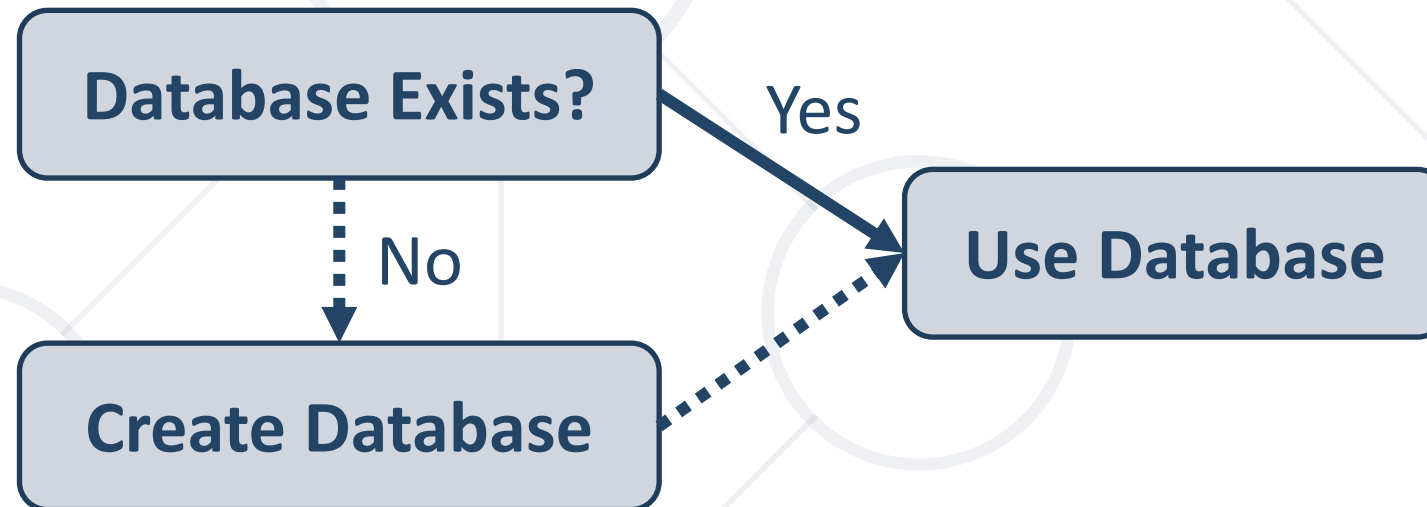 Database Exists?
Yes
No
Use Database
Create Database